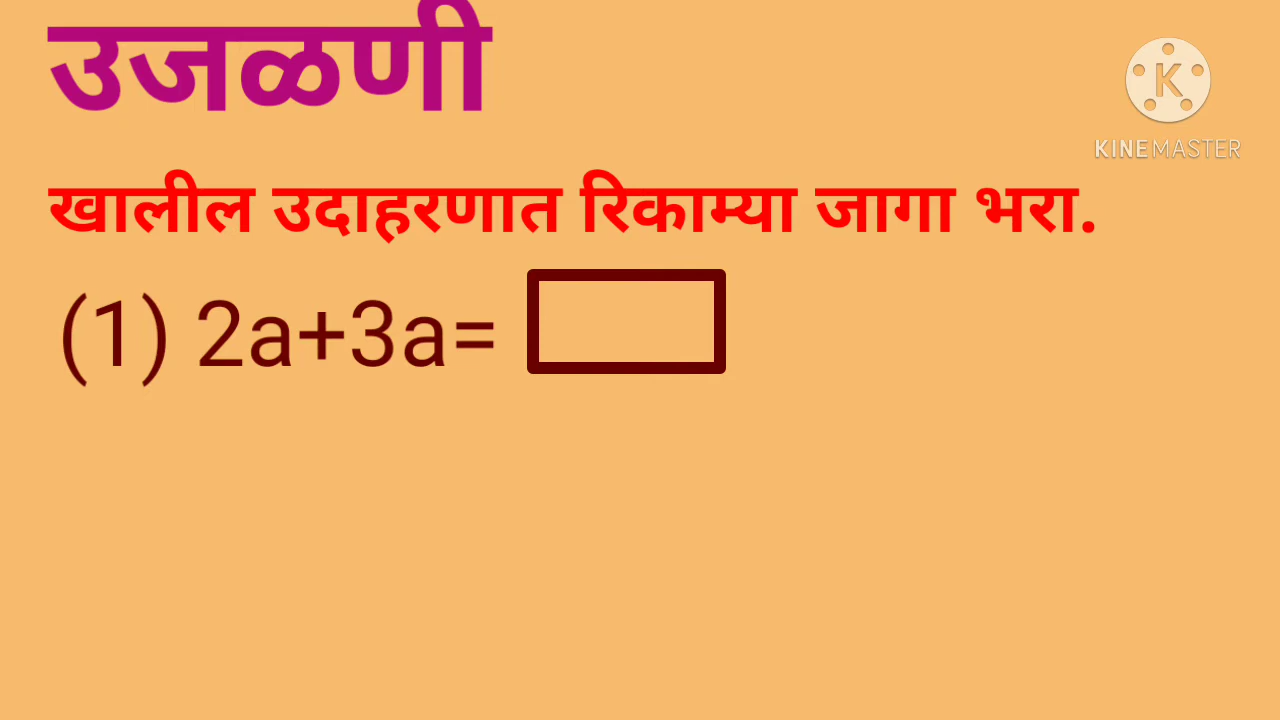 उजळणी
K
KINEMASTER
खालील उदाहरणात रिकाम्या जागा भरा.
(1) 2a+3a=